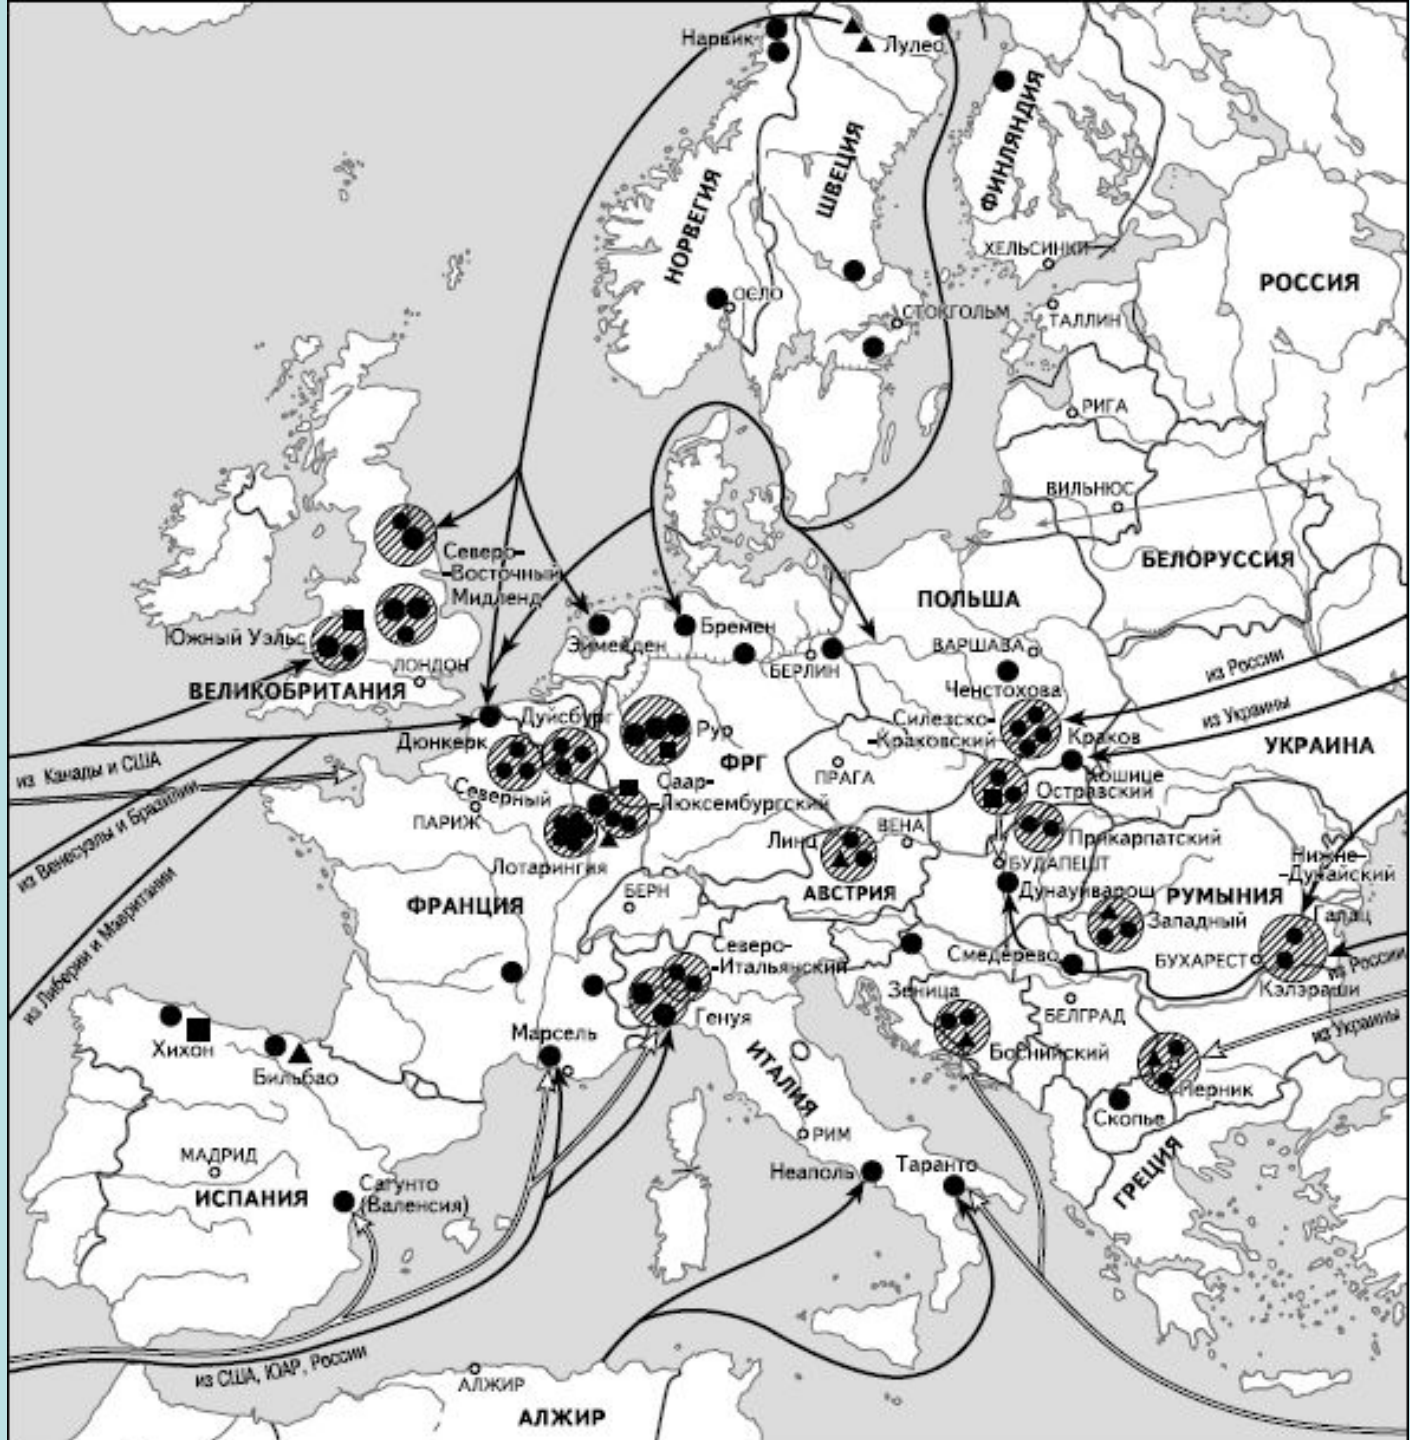 Нарвик
Лулео
ФИНЛЯНДИЯ
ШВЕЦИЯ
НОРВЕГИЯ
ХЕЛЬСИНКИ
РОССИЯ
ОСЛО
СТОКГОЛЬМ
ТАЛЛИН
РИГА
ВИЛЬНЮС
БЕЛОРУССИЯ
Северо-
-Восточный
Мидленд
ПОЛЬША
Южный Уэльс
Бремен
Эймейден
ВАРШАВА
ЛОНДОН
БЕРЛИН
из России
ВЕЛИКОБРИТАНИЯ
Ченстохова
из Украины
Дуйсбург
Рур
Силезско-
-Краковский
Краков
Дюнкерк
УКРАИНА
ФРГ
из Канады и США
ПРАГА
Кошице
Саар-
-Люксембургский
Остравский
Северный
ПАРИЖ
из Венесуэлы и Бразилии
Линц
ВЕНА
Прикарпатский
Лотарингия
БУДАПЕШТ
Нижне-
-Дунайский
БЕРН
Дунауйварош
АВСТРИЯ
РУМЫНИЯ
ФРАНЦИЯ
Западный
Галац
из Либерии и Мавритании
Северо-
-Итальянский
Смедерево
БУХАРЕСТ
из России
Зеница
Кэлэраши
Генуя
БЕЛГРАД
из Украины
Хихон
Марсель
Боснийский
Бильбао
ИТАЛИЯ
Перник
Скопье
РИМ
МАДРИД
Неаполь
Таранто
ГРЕЦИЯ
ИСПАНИЯ
Сагунто
(Валенсия)
из США, ЮАР, России
АЛЖИР
АЛЖИР